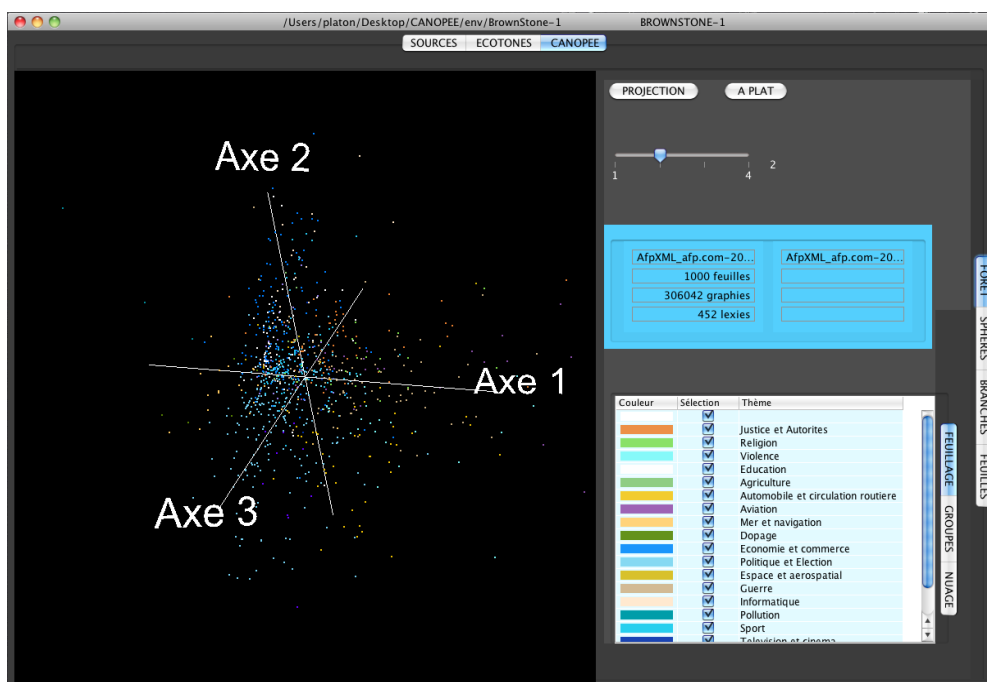 /Users/platon/Desktop/CANOPEE/env/BrownStone-1 BROWNSTONE-1
SOURCES ECOTONES CANOPEE
PROJECTION A PLAT
2
1 4
Axe 2
Axe 1
Axe 3
AfpXML_afp.com-20... AfpXML_afp.com-20...
1000 feuilles
306042 graphies
452 lexies
Couleur Sélection Thème
Justice et Autorites
Religion
Violence
Education
Agriculture
Automobile et circulation routiere
Aviation
Mer et navigation
Dopage
Economie et commerce
Politique et Election
Espace et aerospatial
Guerre
Informatique
Pollution
Sport
Television et cinema
FEUILLAGE
GROUPES
NUAGE
FORET
SPHERES
BRANCHES
FEUILLES